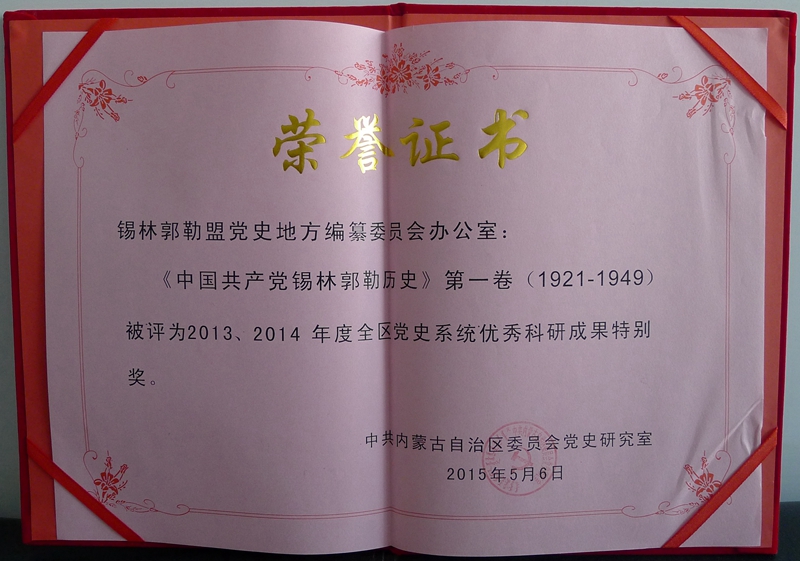 荣誉证书
锡林郭勒盟党史地方编纂委员会办公室：
《中国共产党锡林郭勒历史》第一卷（1921-1949）
被评为2013、2014 年度全区党史系统优秀科研成果特别
奖。
中共内蒙古自治区委员会党史研究室
2015年5月6日